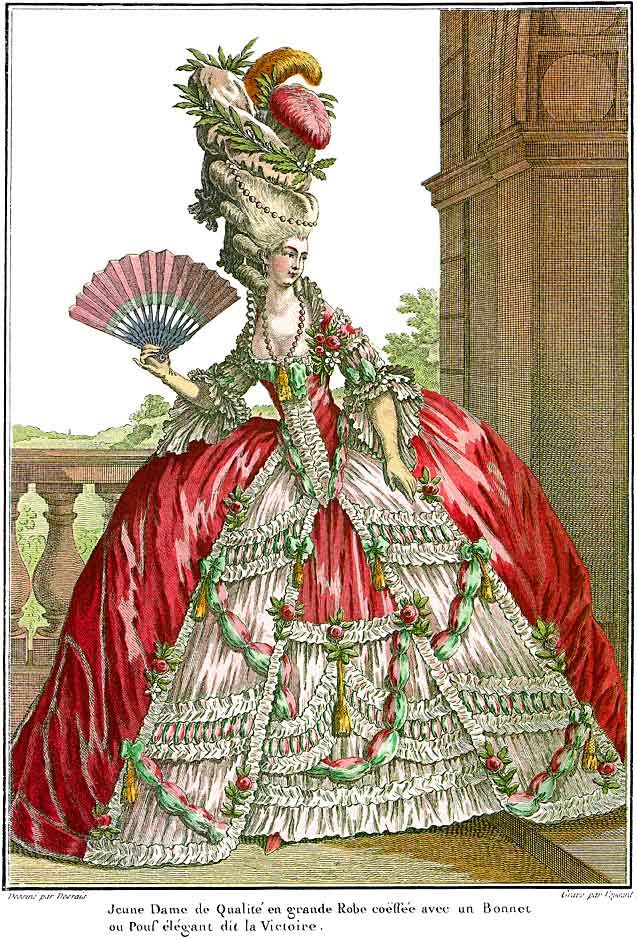 Dessiné par Desrais
Gravé par Voysard
Jeune Dame de Qualité en grande Robe coëffée avec un Bonnet
ou Pouf élégant dit la Victoire.